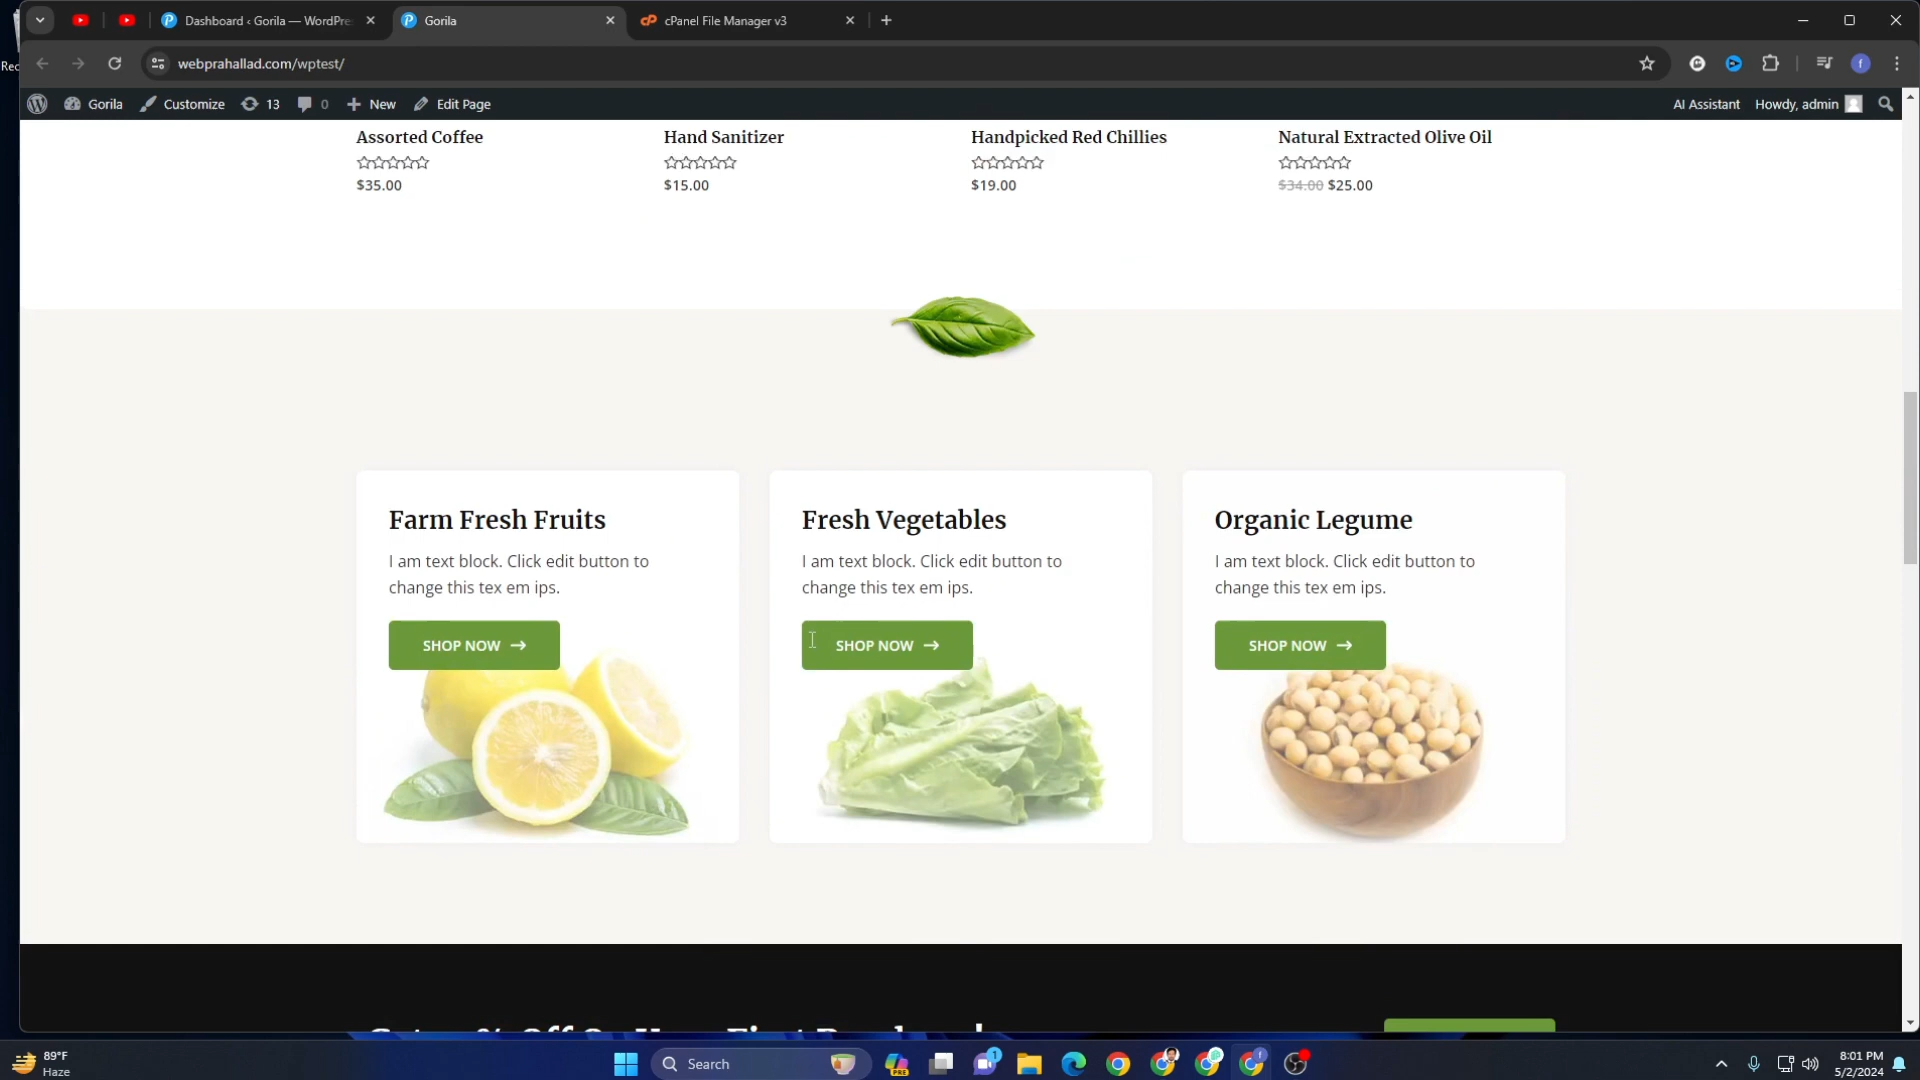 Dashboard ‹ Gorila — WordPre
Gorila
cPanel File Manager v3
webprahallad.com/wptest/
f
Gorila
Customize
13
0
New
Edit Page
AI Assistant
Howdy, admin
Assorted Coffee
Hand Sanitizer
Handpicked Red Chillies
Natural Extracted Olive Oil
$35.00
$15.00
$19.00
$34.00 $25.00
Farm Fresh Fruits
I am text block. Click edit button to
change this tex em ips.
SHOP NOW →
Fresh Vegetables
I am text block. Click edit button to
change this tex em ips.
SHOP NOW →
Organic Legume
I am text block. Click edit button to
change this tex em ips.
SHOP NOW →
89°F
Haze
Search
PRE
1
8:01 PM
5/2/2024